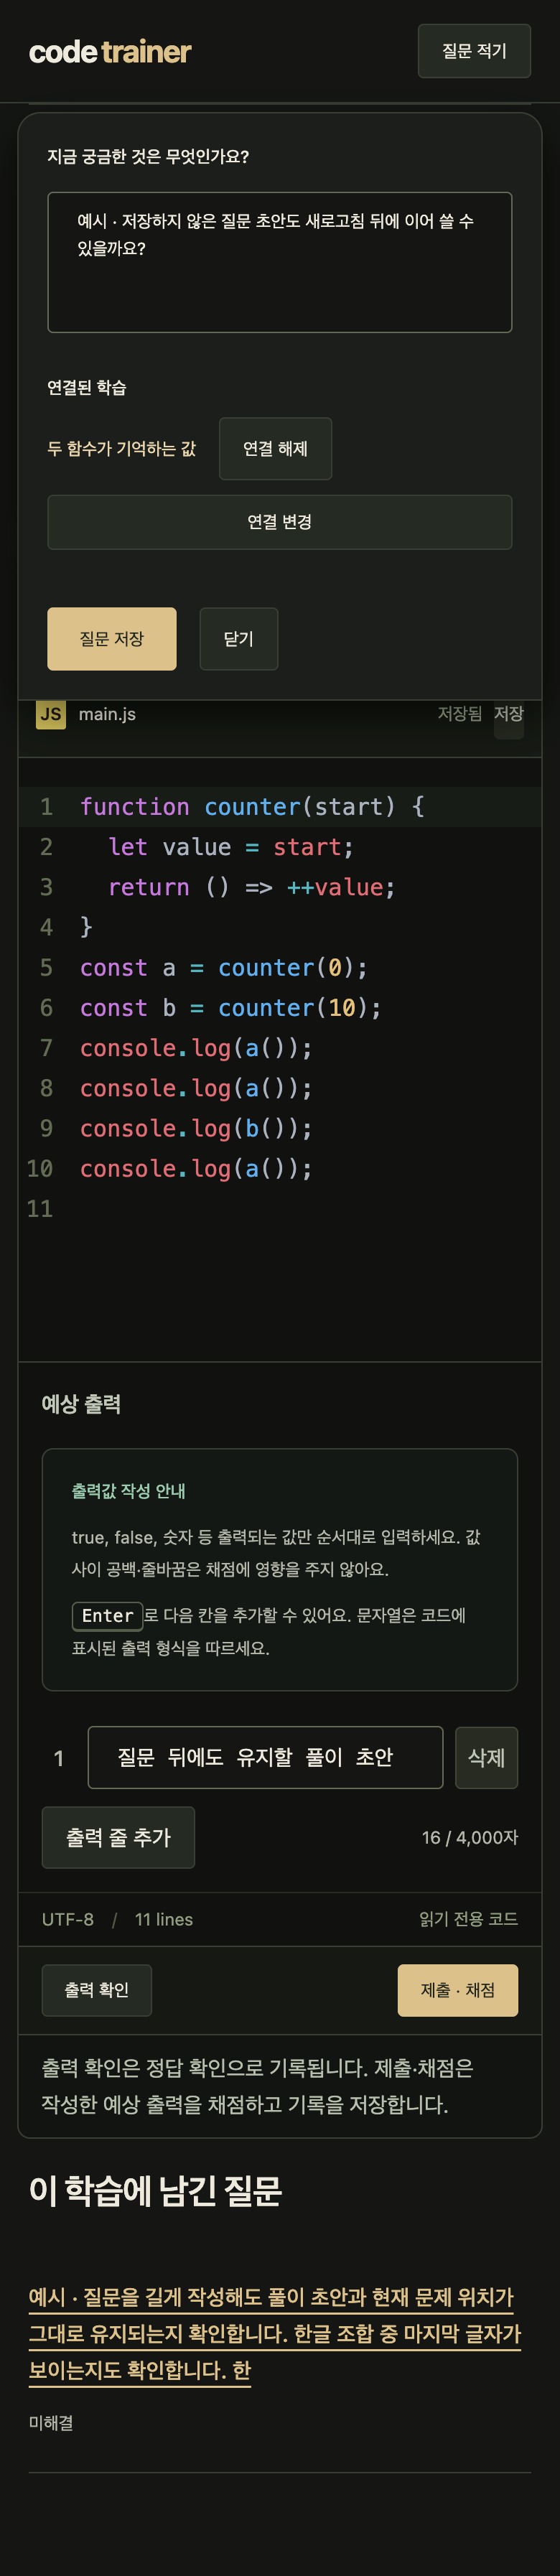 code trainer
질문 적기
지금 궁금한 것은 무엇인가요?
예시 · 저장하지 않은 질문 초안도 새로고침 뒤에 이어 쓸 수
있을까요?
연결된 학습
두 함수가 기억하는 값
연결 해제
연결 변경
질문 저장
닫기
JS main.js
저장됨
저장
1 function counter(start) {
2   let value = start;
3   return () => ++value;
4 }
5 const a = counter(0);
6 const b = counter(10);
7 console.log(a());
8 console.log(a());
9 console.log(b());
10 console.log(a());
11
예상 출력
출력값 작성 안내
true, false, 숫자 등 출력되는 값만 순서대로 입력하세요. 값
사이 공백·줄바꿈은 채점에 영향을 주지 않아요.
Enter로 다음 칸을 추가할 수 있어요. 문자열은 코드에
표시된 출력 형식을 따르세요.
1
질문 뒤에도 유지할 풀이 초안
삭제
출력 줄 추가
16 / 4,000자
UTF-8 / 11 lines
읽기 전용 코드
출력 확인
제출 · 채점
출력 확인은 정답 확인으로 기록됩니다. 제출·채점은
작성한 예상 출력을 채점하고 기록을 저장합니다.
이 학습에 남긴 질문
예시 · 질문을 길게 작성해도 풀이 초안과 현재 문제 위치가
그대로 유지되는지 확인합니다. 한글 조합 중 마지막 글자가
보이는지도 확인합니다. 한
미해결